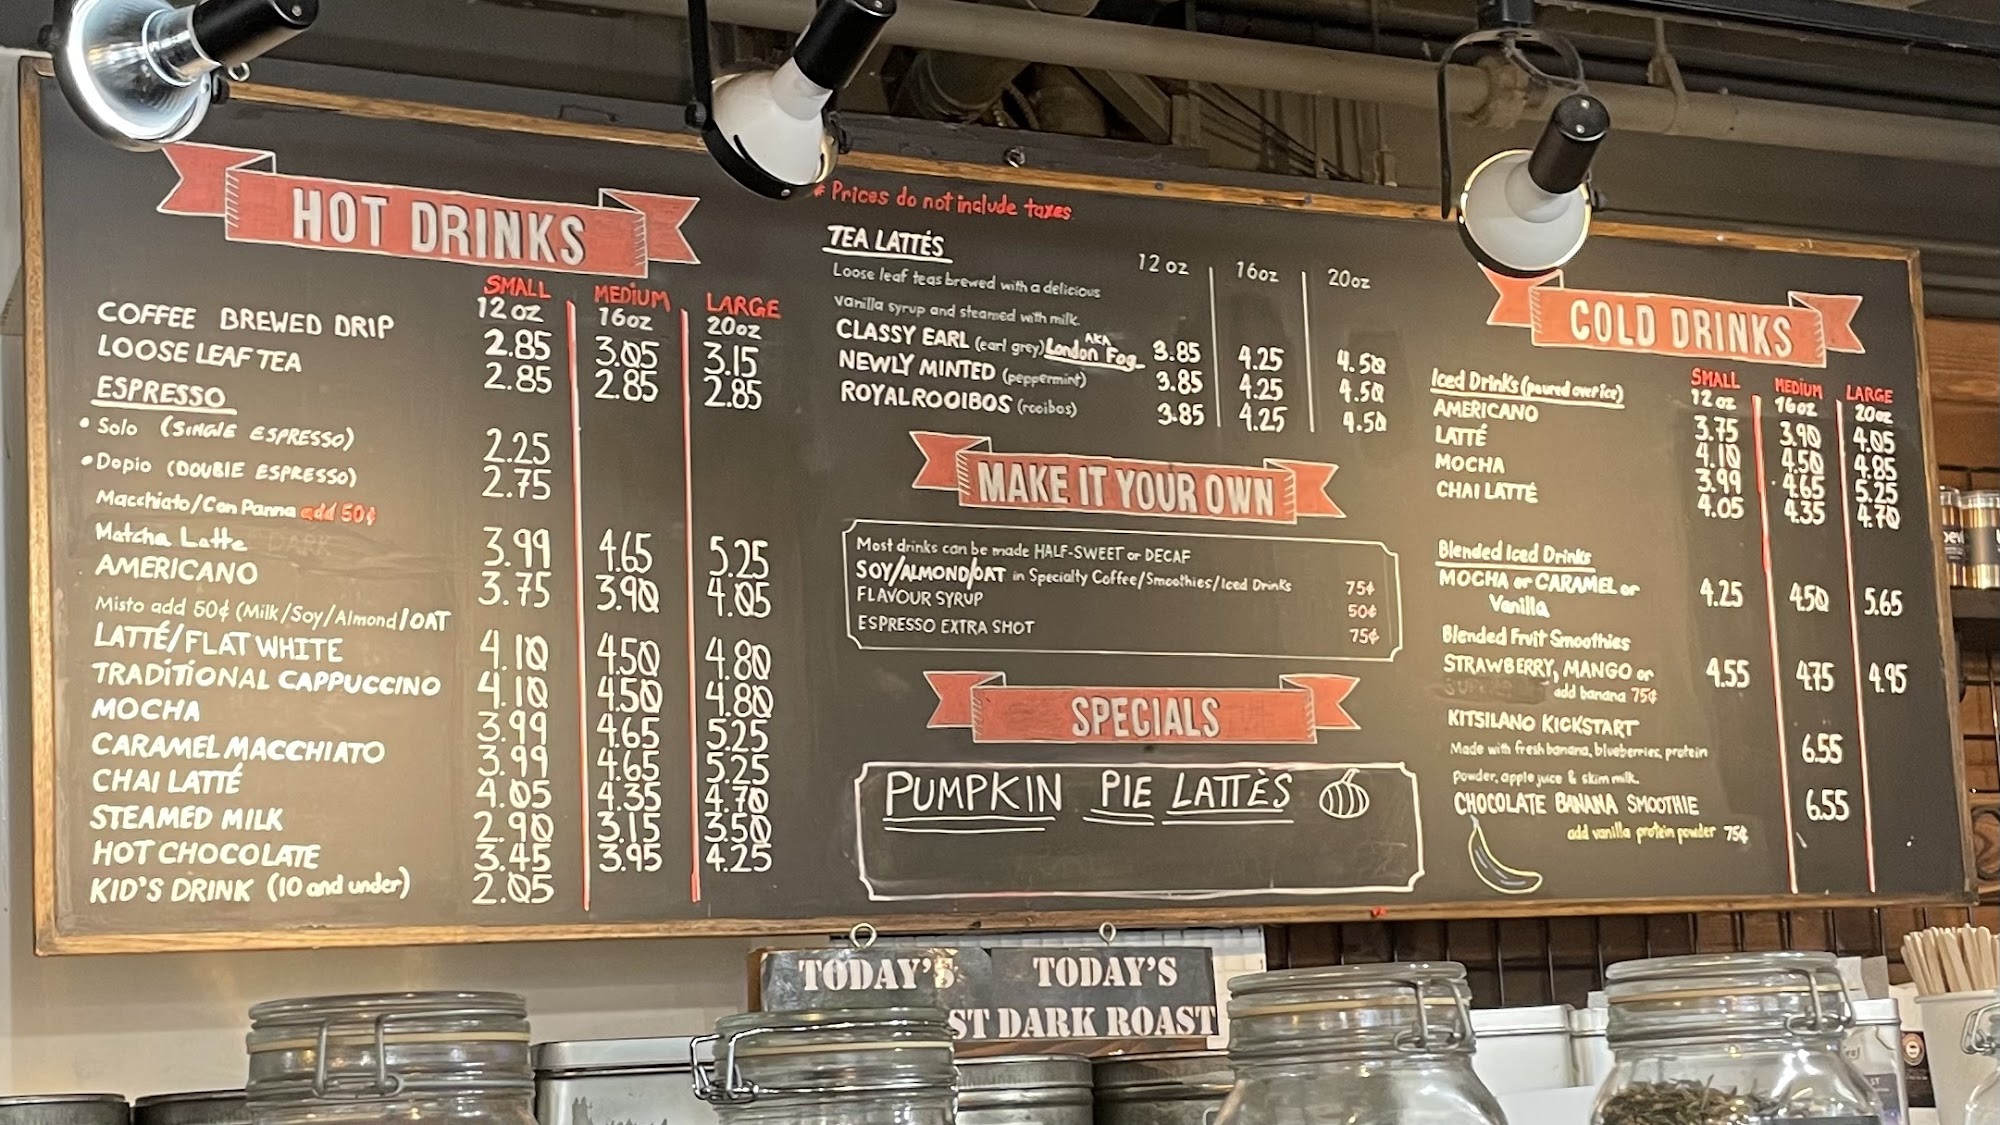 HOT DRINKS
SMALL MEDIUM LARGE
12 oz 16oz 20oz
COFFEE BREWED DRIP 2.85 3.05 3.15
LOOSE LEAF TEA 2.85 2.85 2.85
ESPRESSO
• Solo (SINGLE ESPRESSO) 2.25
• Dopio (DOUBLE ESPRESSO) 2.75
Macchiato/Con Panna add 50¢
Matcha Latte 3.99 4.65 5.25
AMERICANO 3.75 3.90 4.05
Misto add 50¢ (Milk/Soy/Almond/OAT
LATTÉ/FLAT WHITE 4.10 4.50 4.80
TRADITIONAL CAPPUCCINO 4.10 4.50 4.80
MOCHA 3.99 4.65 5.25
CARAMEL MACCHIATO 3.99 4.65 5.25
CHAI LATTÉ 4.05 4.35 4.70
STEAMED MILK 2.90 3.15 3.50
HOT CHOCOLATE 3.45 3.95 4.25
KID'S DRINK (10 and under) 2.05
* Prices do not include taxes
TEA LATTÉS 12 oz 16oz 20oz
Loose leaf teas brewed with a delicious
vanilla syrup and steamed with milk.
CLASSY EARL (earl grey) AKA London Fog 3.85 4.25 4.50
NEWLY MINTED (peppermint) 3.85 4.25 4.50
ROYAL ROOIBOS (rooibos) 3.85 4.25 4.50
MAKE IT YOUR OWN
Most drinks can be made HALF-SWEET or DECAF
SOY/ALMOND/OAT in Specialty Coffee/Smoothies/Iced Drinks 75¢
FLAVOUR SYRUP 50¢
ESPRESSO EXTRA SHOT 75¢
SPECIALS
PUMPKIN PIE LATTÈS
COLD DRINKS
SMALL MEDIUM LARGE
Iced Drinks (poured over ice) 12 oz 16oz 20oz
AMERICANO 3.75 3.90 4.05
LATTÉ 4.10 4.50 4.85
MOCHA 3.99 4.65 5.25
CHAI LATTÉ 4.05 4.35 4.70
Blended Iced Drinks
MOCHA or CARAMEL or 4.25 4.50 5.65
Vanilla
Blended Fruit Smoothies
STRAWBERRY, MANGO or 4.55 4.75 4.95
add banana 75¢
KITSILANO KICKSTART
Made with fresh banana, blueberries, protein 6.55
powder, apple juice & skim milk.
CHOCOLATE BANANA SMOOTHIE 6.55
add vanilla protein powder 75¢
TODAY'S
ST
TODAY'S
DARK ROAST